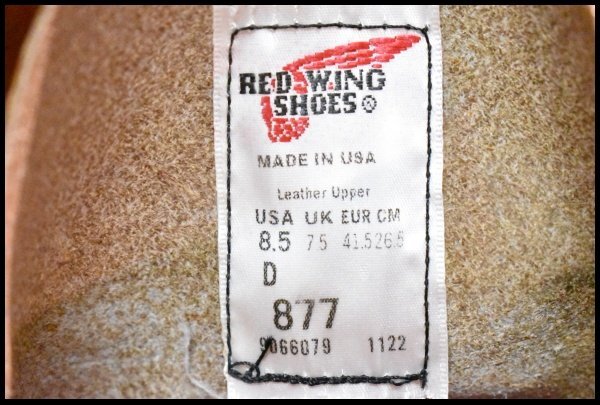 RED WING
SHOES ®
MADE IN USA
Leather Upper
USA UK EUR CM
8.5 7.5 41.5 26.5
D
877
9066079 1122